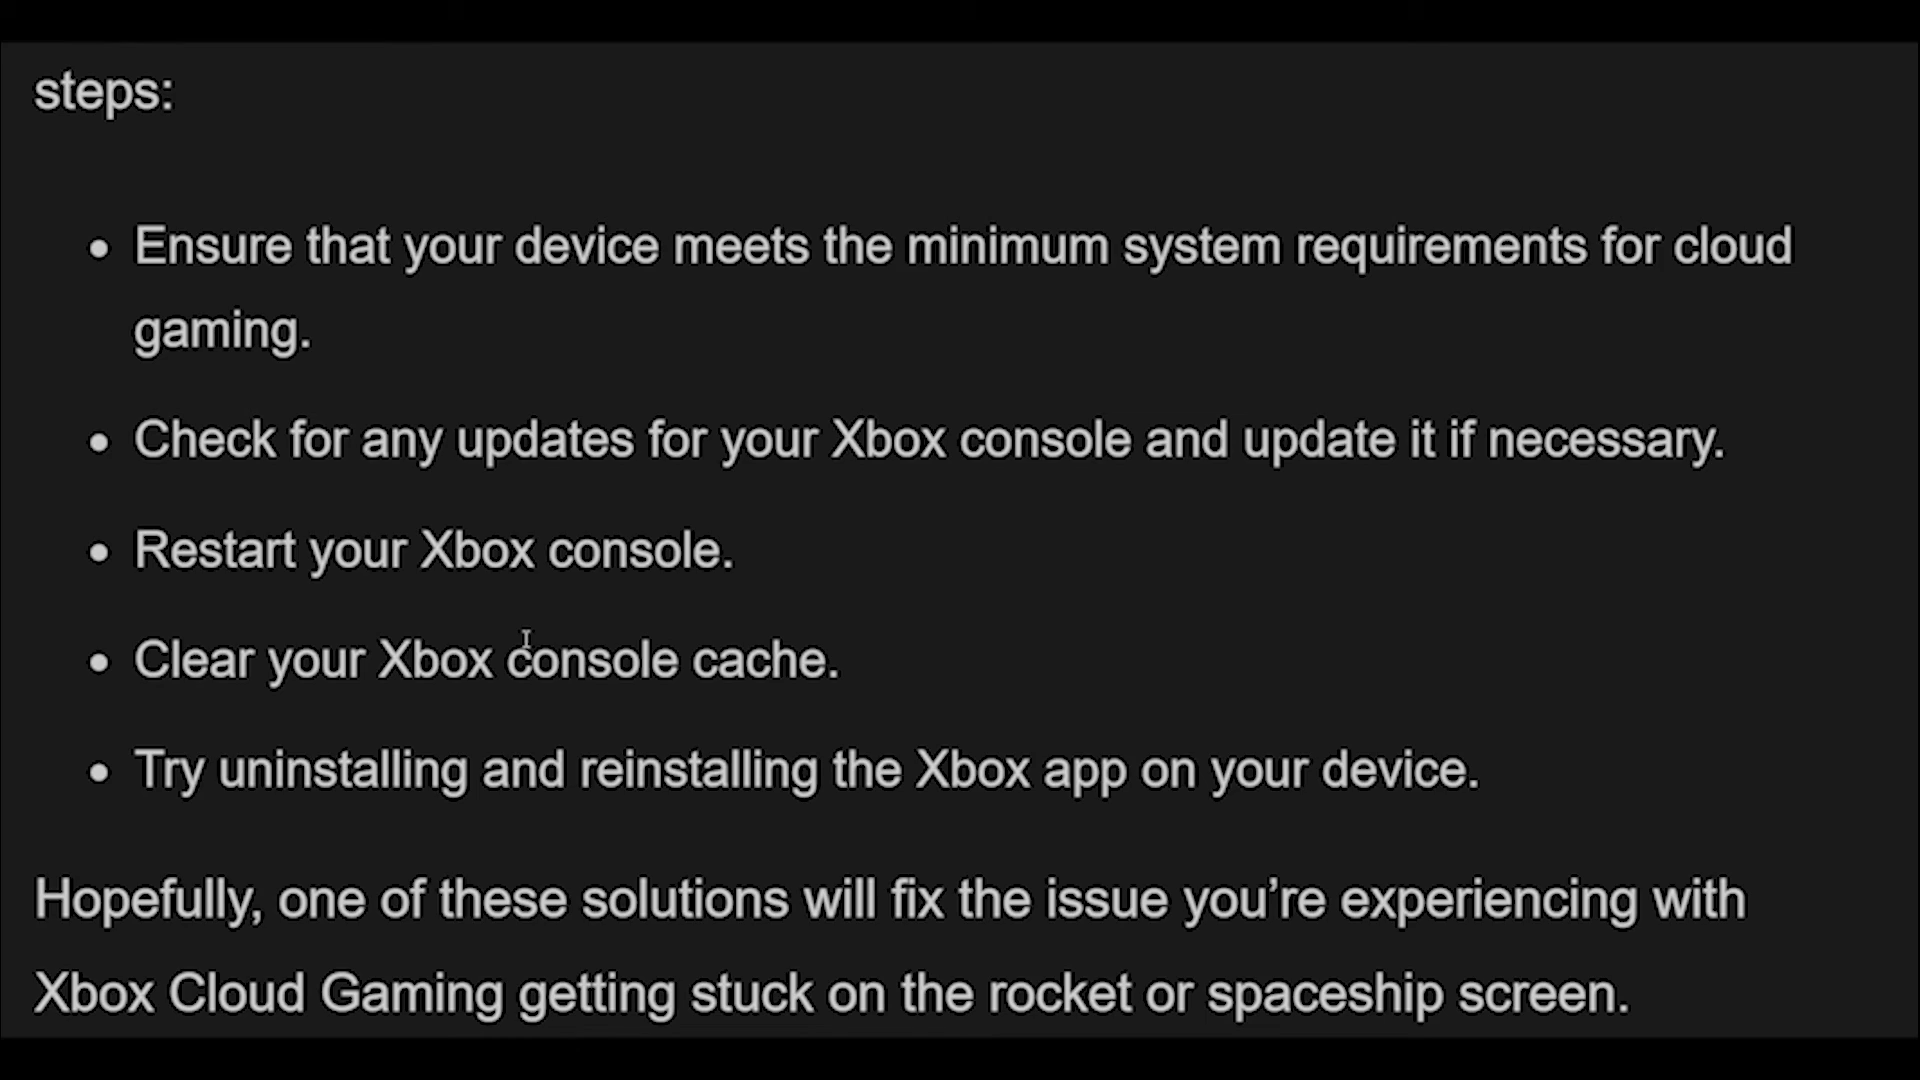 steps:
• Ensure that your device meets the minimum system requirements for cloud
gaming.
• Check for any updates for your Xbox console and update it if necessary.
• Restart your Xbox console.
• Clear your Xbox console cache.
• Try uninstalling and reinstalling the Xbox app on your device.
Hopefully, one of these solutions will fix the issue you’re experiencing with
Xbox Cloud Gaming getting stuck on the rocket or spaceship screen.